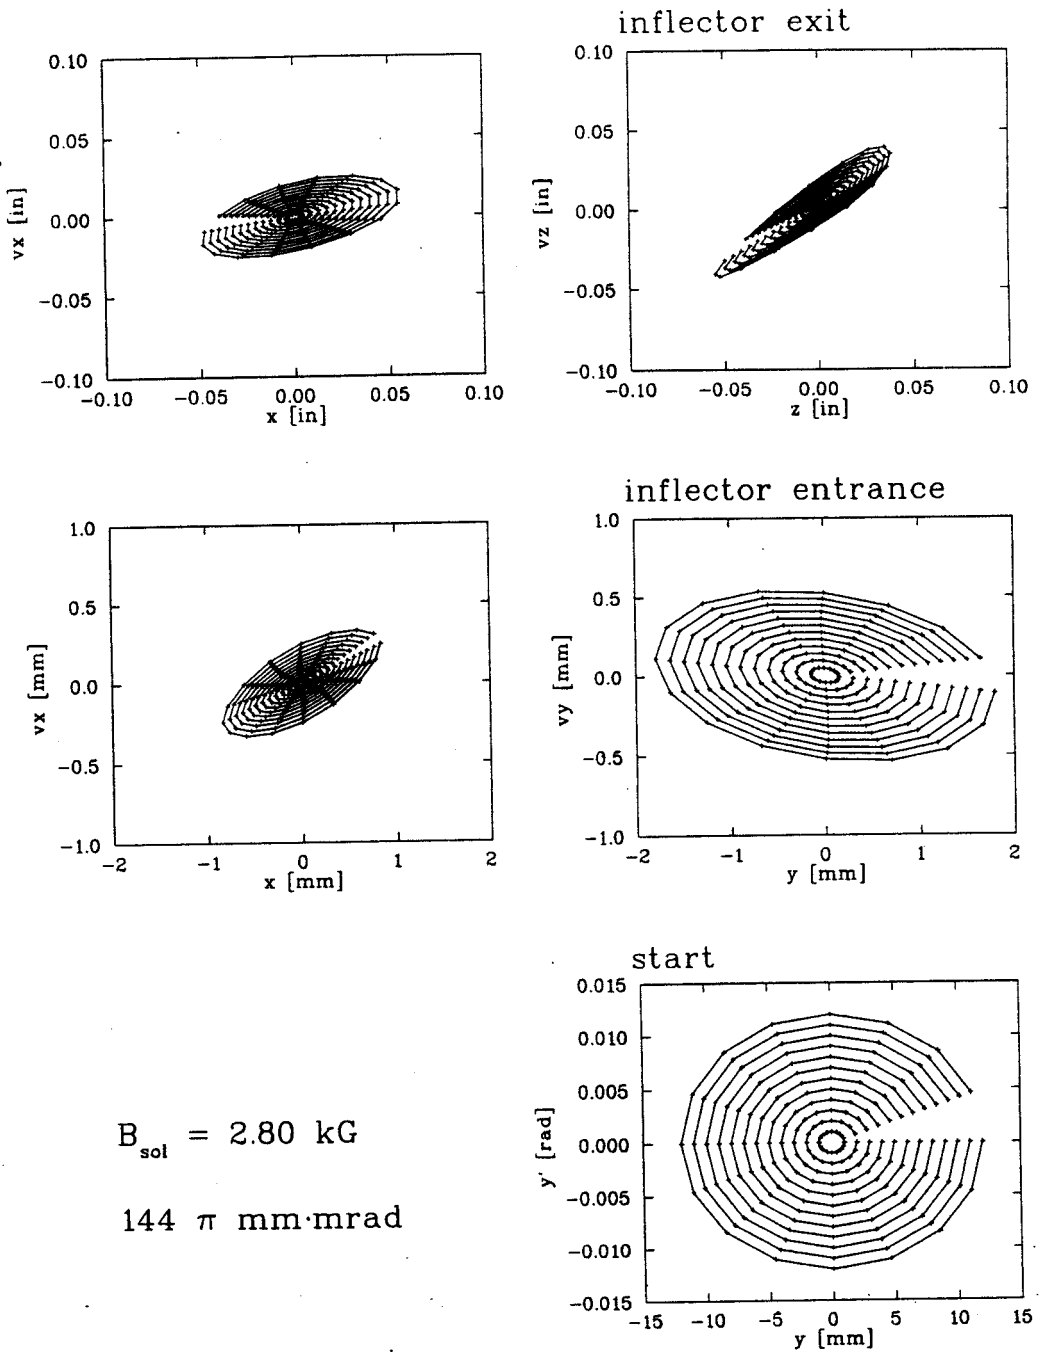 inflector exit
0.10
0.05
0.00
−0.05
−0.10
vx [in]
−0.10 −0.05 0.00 0.05 0.10
x [in]
0.10
0.05
0.00
−0.05
−0.10
vz [in]
−0.10 −0.05 0.00 0.05 0.10
z [in]
inflector entrance
1.0
0.5
0.0
−0.5
−1.0
vx [mm]
−2 −1 0 1 2
x [mm]
1.0
0.5
0.0
−0.5
−1.0
vy [mm]
−2 −1 0 1 2
y [mm]
start
0.015
0.010
0.005
0.000
−0.005
−0.010
−0.015
y' [rad]
−15 −10 −5 0 5 10 15
y [mm]
B_sol = 2.80 kG
144 π mm·mrad